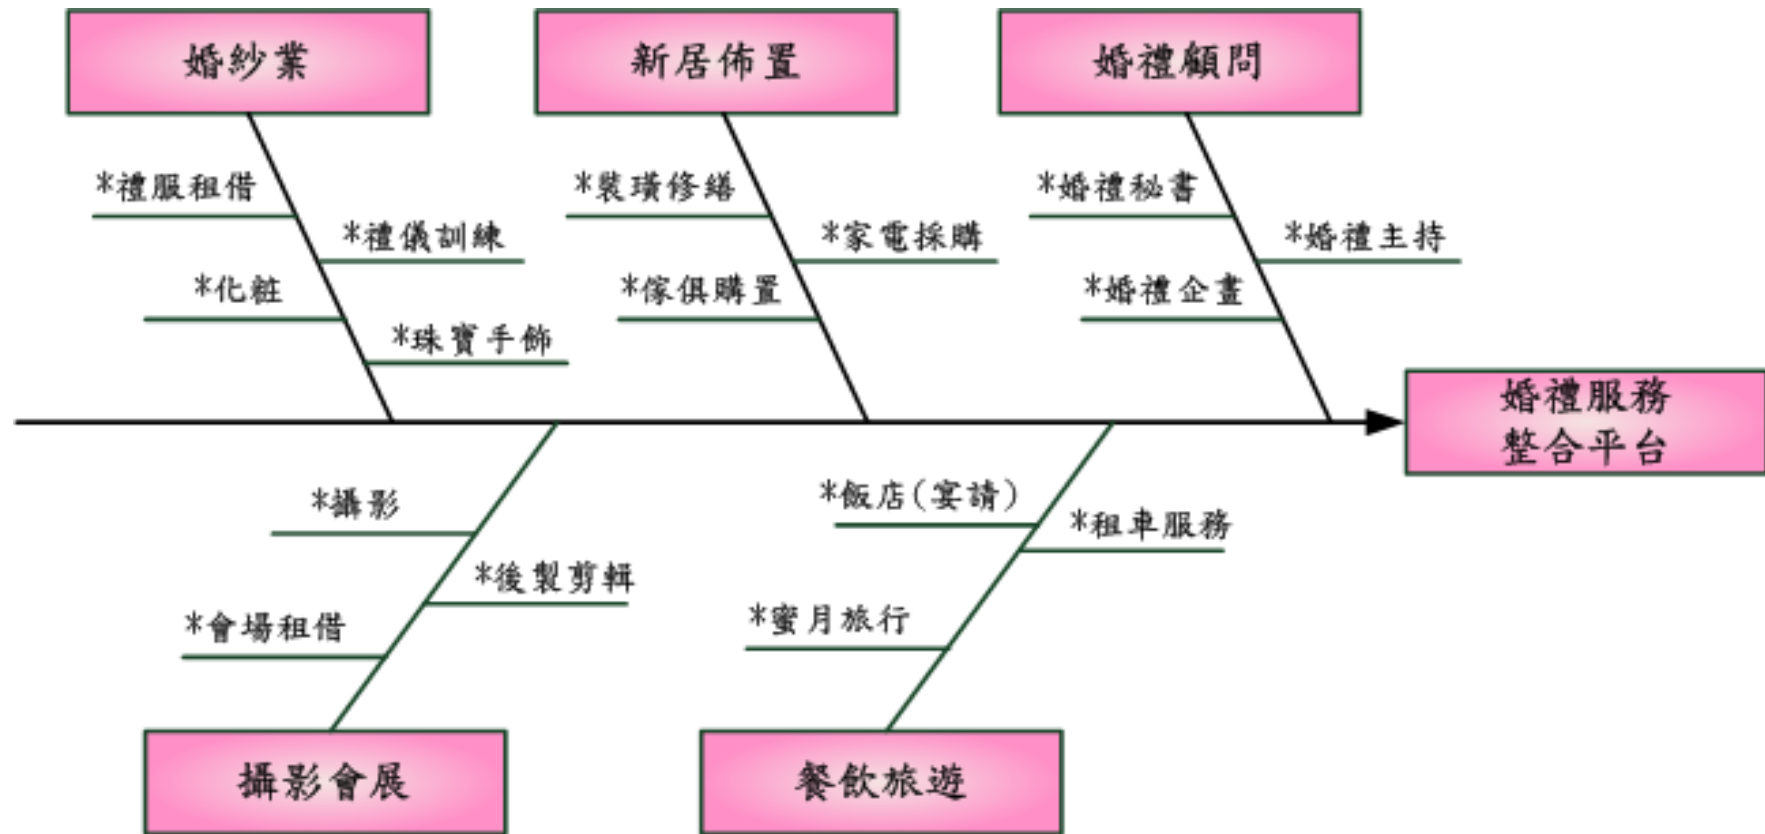 婚紗業
新居佈置
婚禮顧問
*禮服租借
*禮儀訓練
*化粧
*珠寶手飾
*裝璜修繕
*家電採購
*傢俱購置
*婚禮秘書
*婚禮主持
*婚禮企畫
婚禮服務
整合平台
*攝影
*後製剪輯
*會場租借
*飯店(宴請)
*租車服務
*蜜月旅行
攝影會展
餐飲旅遊